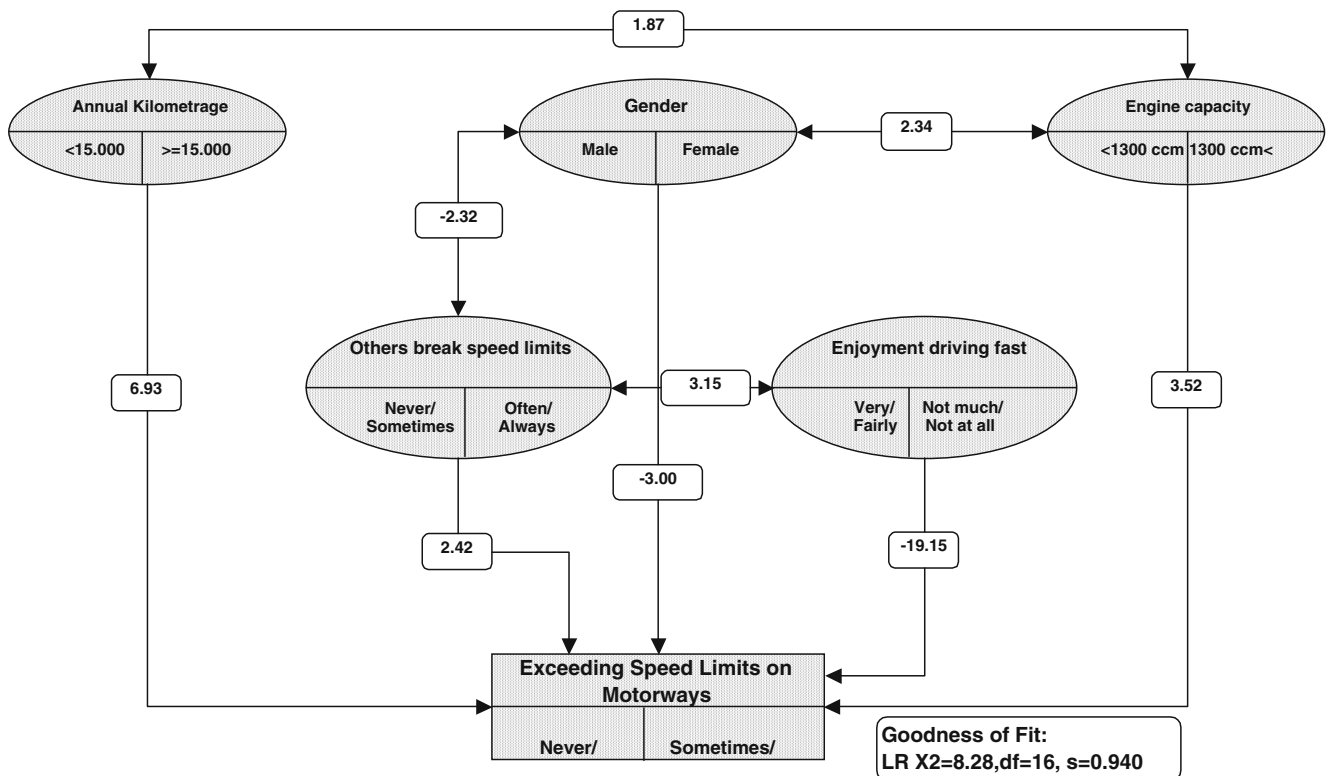 1.87
Annual Kilometrage
<15.000 >=15.000
Gender
Male Female
2.34
Engine capacity
<1300 ccm 1300 ccm<
-2.32
Others break speed limits
Never/ Often/
Sometimes Always
3.15
Enjoyment driving fast
Very/ Not much/
Fairly Not at all
6.93
3.52
-3.00
2.42
-19.15
Exceeding Speed Limits on
Motorways
Never/ Sometimes/
Goodness of Fit:
LR X2=8.28,df=16, s=0.940